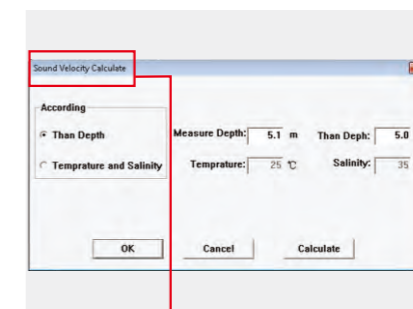 Sound Velocity Calculate
According
Than Depth
Measure Depth: 5.1 m Than Deph: 5.0
Temprature and Salinity
Temprature: 25 ℃ Salinity: 35
OK Cancel Calculate